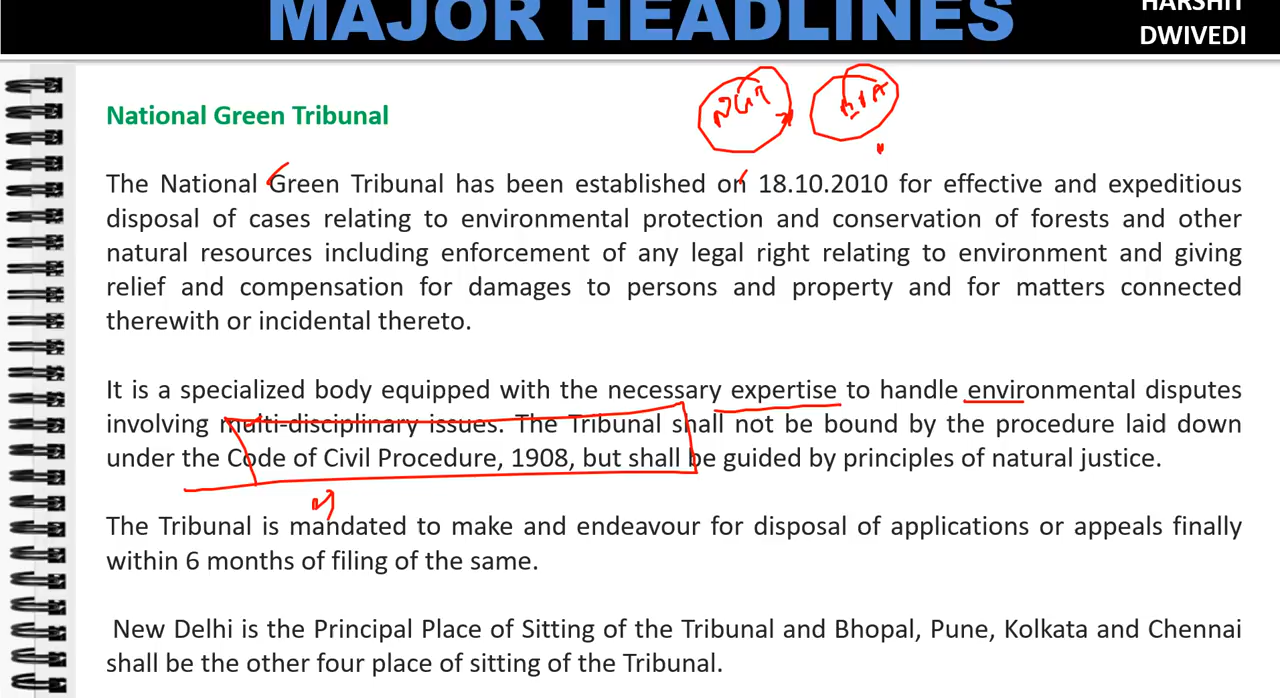 MAJOR HEADLINES
HARSHIT
DWIVEDI
National Green Tribunal
NGT
The National Green Tribunal has been established on 18.10.2010 for effective and expeditious
disposal of cases relating to environmental protection and conservation of forests and other
natural resources including enforcement of any legal right relating to environment and giving
relief and compensation for damages to persons and property and for matters connected
therewith or incidental thereto.
It is a specialized body equipped with the necessary expertise to handle environmental disputes
involving multi-disciplinary issues. The Tribunal shall not be bound by the procedure laid down
under the Code of Civil Procedure, 1908, but shall be guided by principles of natural justice.
The Tribunal is mandated to make and endeavour for disposal of applications or appeals finally
within 6 months of filing of the same.
New Delhi is the Principal Place of Sitting of the Tribunal and Bhopal, Pune, Kolkata and Chennai
shall be the other four place of sitting of the Tribunal.